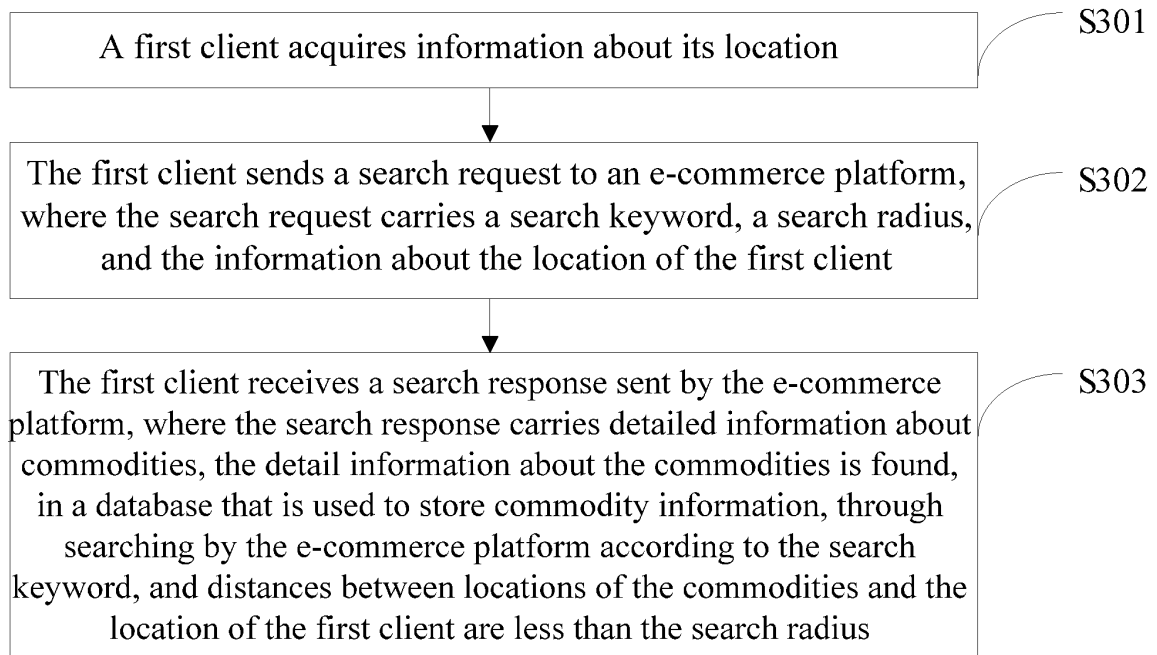 A first client acquires information about its location
S301
The first client sends a search request to an e-commerce platform,
where the search request carries a search keyword, a search radius,
and the information about the location of the first client
S302
The first client receives a search response sent by the e-commerce
platform, where the search response carries detailed information about
commodities, the detail information about the commodities is found,
in a database that is used to store commodity information, through
searching by the e-commerce platform according to the search
keyword, and distances between locations of the commodities and the
location of the first client are less than the search radius
S303